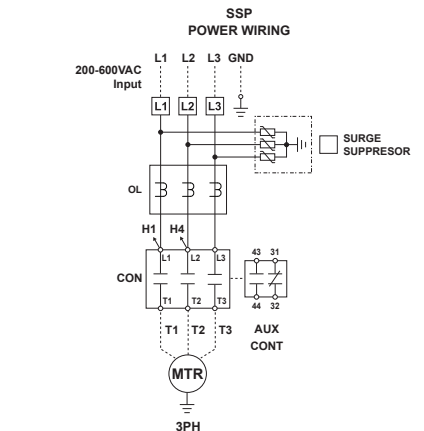 SSP
POWER WIRING
L1 L2 L3 GND
200-600VAC
Input
L1 L2 L3
SURGE
SUPPRESOR
OL
H1 H4
L1 L2 L3
43 31
CON
T1 T2 T3
44 32
T1 T2 T3
AUX
CONT
MTR
3PH